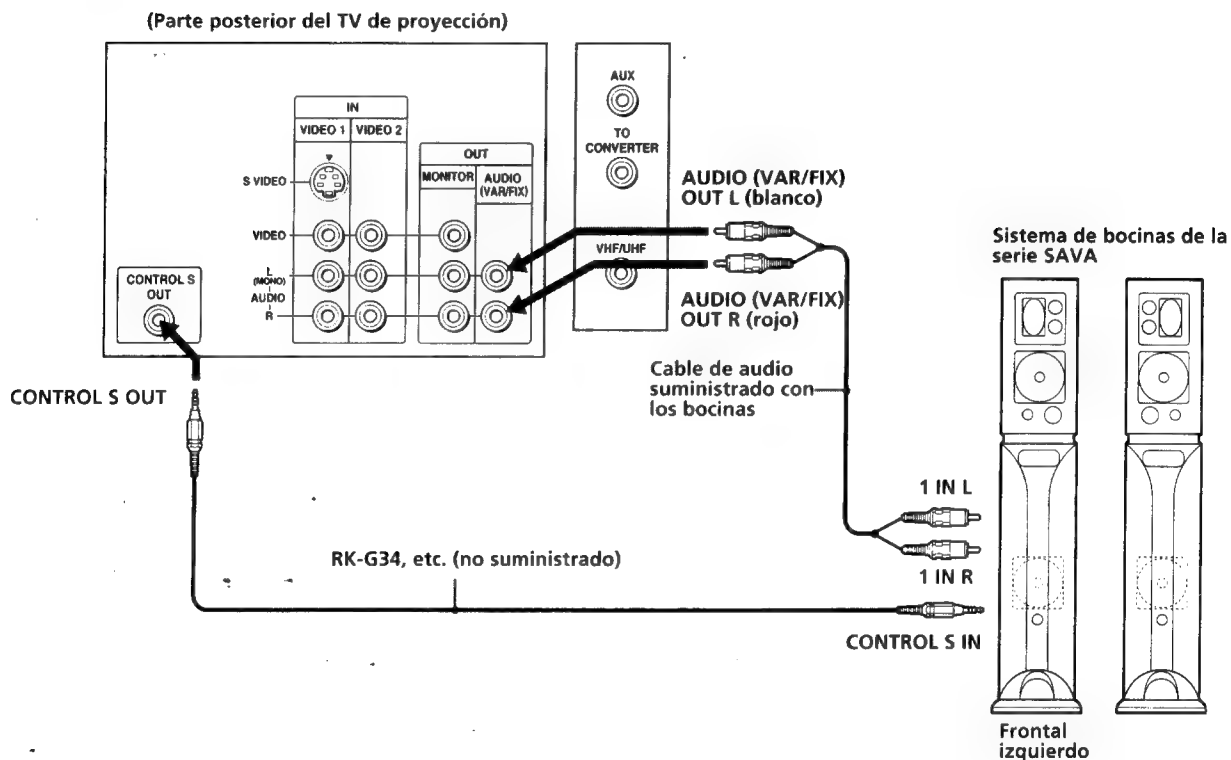 (Parte posterior del TV de proyección)
AUX
TO
CONVERTER
VHF/UHF
IN
VIDEO 1
VIDEO 2
OUT
MONITOR
AUDIO
(VAR/FIX)
S VIDEO
VIDEO
L
(MONO)
AUDIO
R
CONTROL S
OUT
AUDIO (VAR/FIX)
OUT L (blanco)
AUDIO (VAR/FIX)
OUT R (rojo)
Sistema de bocinas de la
serie SAVA
Cable de audio
suministrado con
los bocinas
CONTROL S OUT
1 IN L
1 IN R
RK-G34, etc. (no suministrado)
CONTROL S IN
Frontal
izquierdo